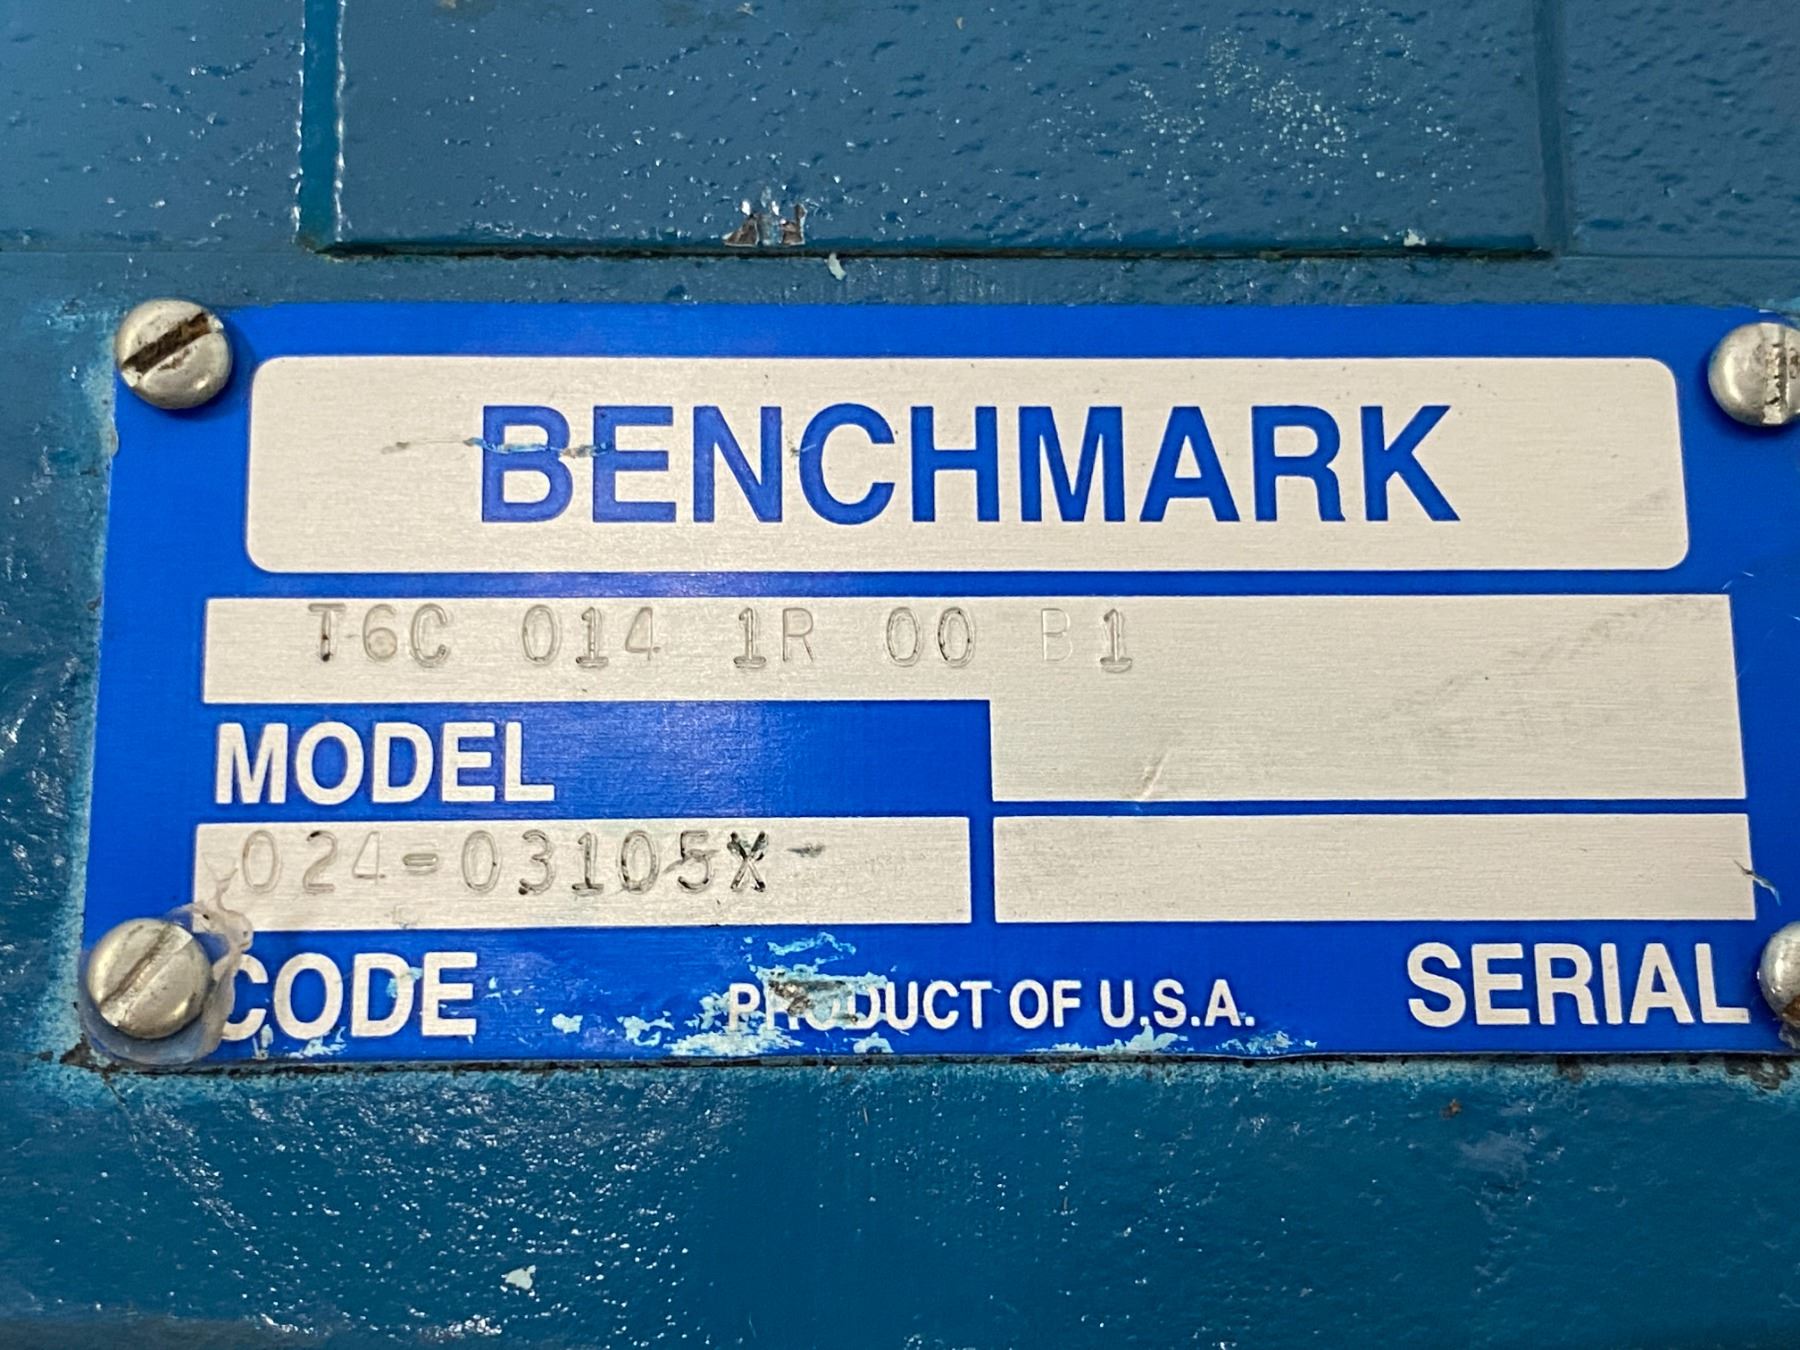 BENCHMARK
T6C 014 1R 00 B1
MODEL
024-03105X
CODE
PRODUCT OF U.S.A.
SERIAL